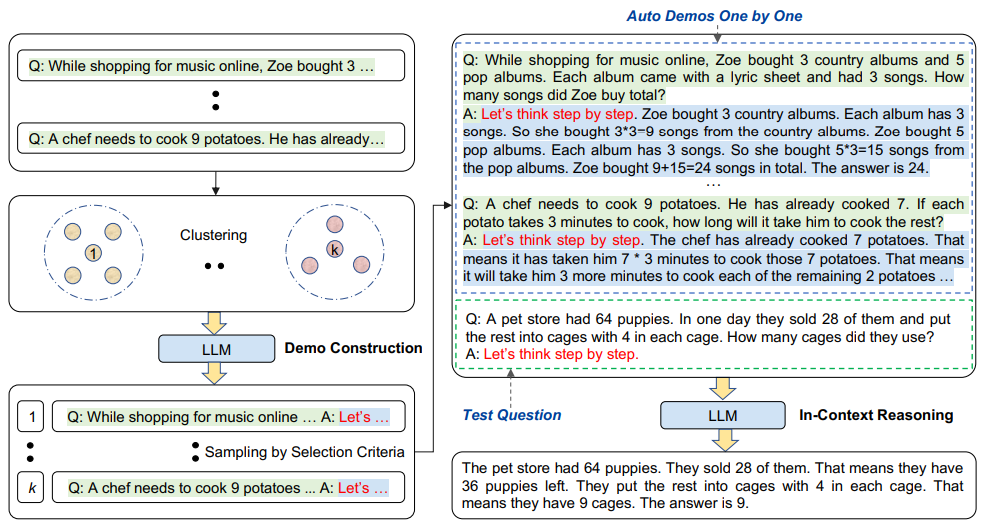 Auto Demos One by One
Q: While shopping for music online, Zoe bought 3 …
Q: A chef needs to cook 9 potatoes. He has already…
Clustering
1
k
LLM
Demo Construction
1
Q: While shopping for music online … A: Let's …
Sampling by Selection Criteria
k
Q: A chef needs to cook 9 potatoes ... A: Let's …
Q: While shopping for music online, Zoe bought 3 country albums and 5
pop albums. Each album came with a lyric sheet and had 3 songs. How
many songs did Zoe buy total?
A: Let's think step by step. Zoe bought 3 country albums. Each album has 3
songs. So she bought 3*3=9 songs from the country albums. Zoe bought 5
pop albums. Each album has 3 songs. So she bought 5*3=15 songs from
the pop albums. Zoe bought 9+15=24 songs in total. The answer is 24.
…
Q: A chef needs to cook 9 potatoes. He has already cooked 7. If each
potato takes 3 minutes to cook, how long will it take him to cook the rest?
A: Let's think step by step. The chef has already cooked 7 potatoes. That
means it has taken him 7 * 3 minutes to cook those 7 potatoes. That means
it will take him 3 more minutes to cook each of the remaining 2 potatoes …
Q: A pet store had 64 puppies. In one day they sold 28 of them and put
the rest into cages with 4 in each cage. How many cages did they use?
A: Let's think step by step.
Test Question
LLM
In-Context Reasoning
The pet store had 64 puppies. They sold 28 of them. That means they have
36 puppies left. They put the rest into cages with 4 in each cage. That
means they have 9 cages. The answer is 9.